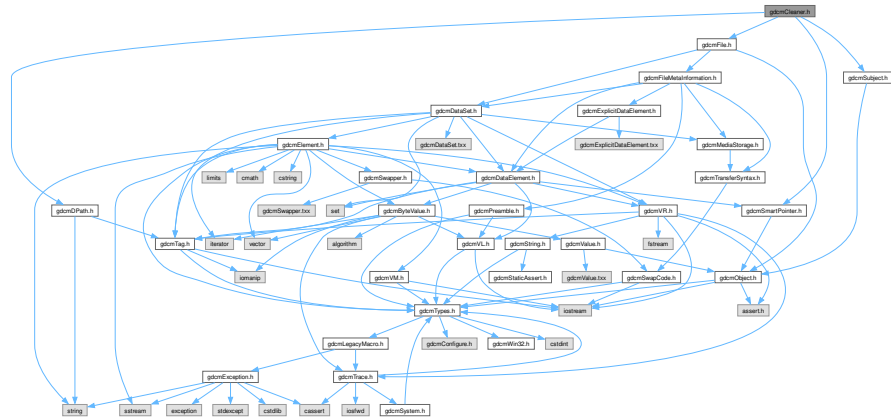 gdcmCleaner.h
gdcmFile.h
gdcmFileMetaInformation.h
gdcmSubject.h
gdcmDataSet.h
gdcmExplicitDataElement.h
gdcmElement.h
gdcmDataSet.txx
gdcmExplicitDataElement.txx
gdcmMediaStorage.h
limits
cmath
cstring
gdcmSwapper.h
gdcmDataElement.h
gdcmTransferSyntax.h
gdcmDPath.h
gdcmSwapper.txx
set
gdcmByteValue.h
gdcmPreamble.h
gdcmVR.h
gdcmSmartPointer.h
gdcmTag.h
iterator
vector
algorithm
gdcmVL.h
gdcmString.h
gdcmValue.h
fstream
iomanip
gdcmVM.h
gdcmStaticAssert.h
gdcmValue.txx
gdcmSwapCode.h
gdcmObject.h
gdcmTypes.h
iostream
assert.h
gdcmLegacyMacro.h
gdcmConfigure.h
gdcmWin32.h
cstdint
gdcmException.h
gdcmTrace.h
string
sstream
exception
stdexcept
cstdlib
cassert
iosfwd
gdcmSystem.h